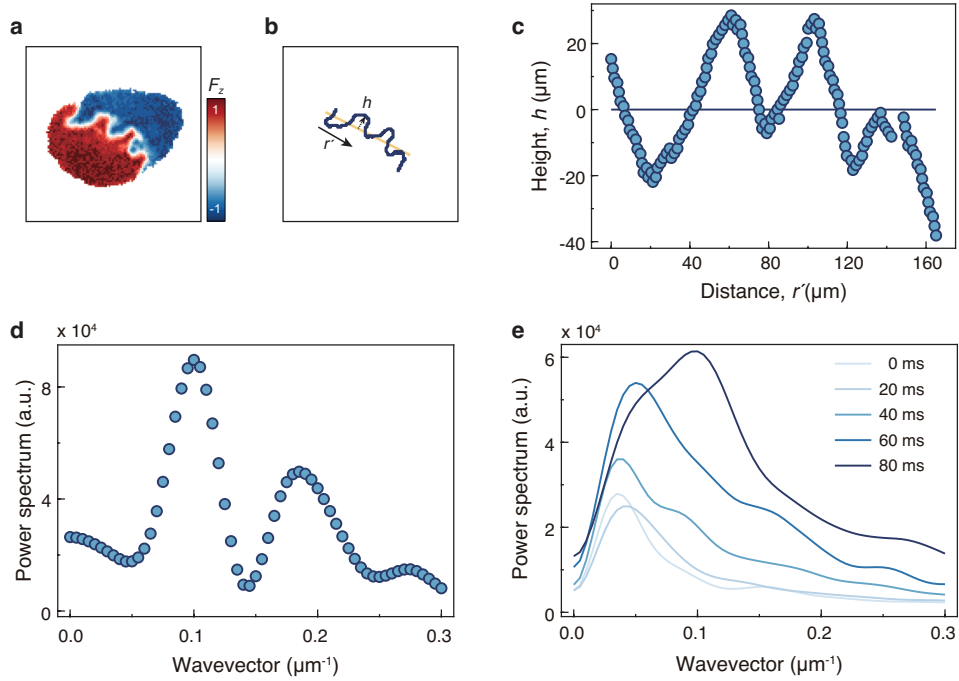 a
F_z
1
-1
b
h
r´
c
Height, h (µm)
20
0
-20
-40
0
40
80
120
160
Distance, r´(µm)
d
x 10⁴
Power spectrum (a.u.)
8
4
0
0.0
0.1
0.2
0.3
Wavevector (µm⁻¹)
e
x 10⁴
Power spectrum (a.u.)
6
4
2
0
0 ms
20 ms
40 ms
60 ms
80 ms
0.0
0.1
0.2
0.3
Wavevector (µm⁻¹)